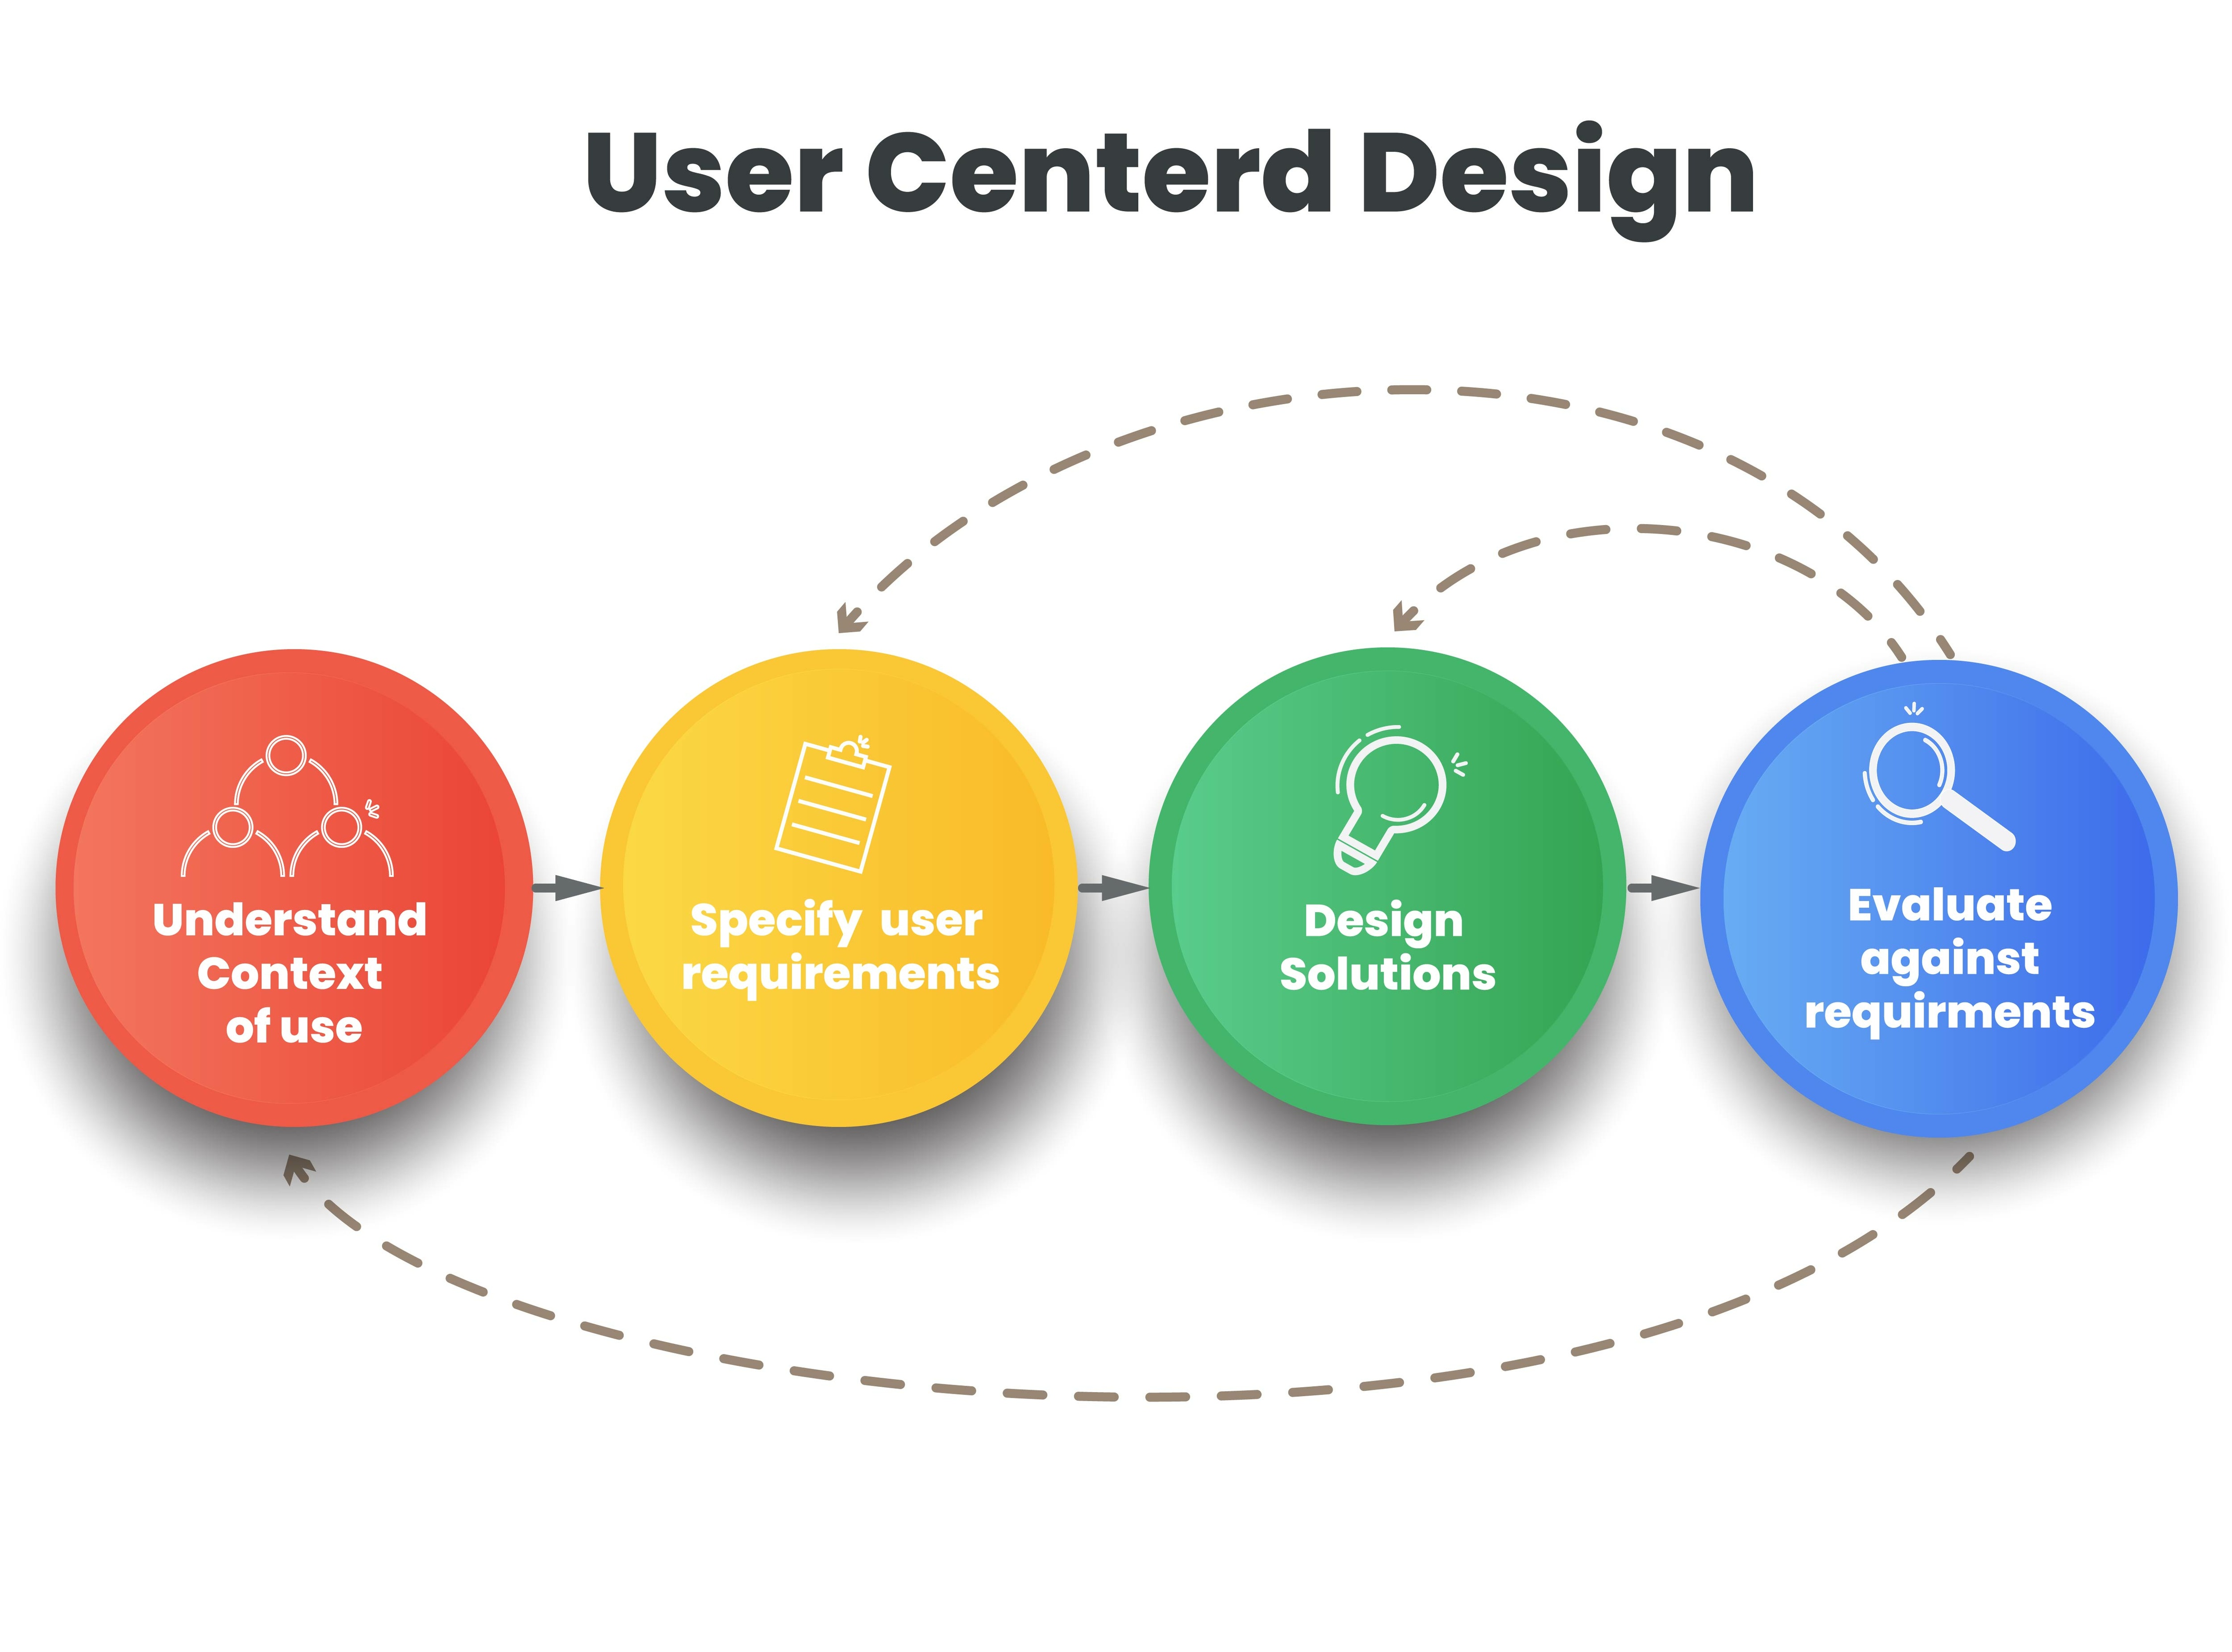 User Centerd Design
Understand
Context
of use
Specify user
requirements
Design
Solutions
Evaluate
against
requirments